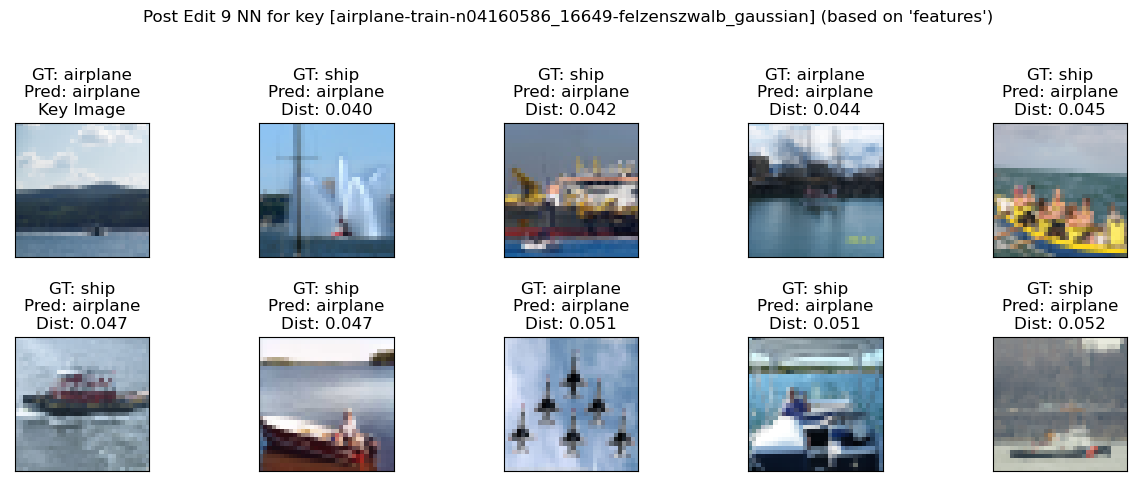 Post Edit 9 NN for key [airplane-train-n04160586_16649-felzenszwalb_gaussian] (based on 'features')
GT: airplane
Pred: airplane
Key Image
GT: ship
Pred: airplane
Dist: 0.040
GT: ship
Pred: airplane
Dist: 0.042
GT: airplane
Pred: airplane
Dist: 0.044
GT: ship
Pred: airplane
Dist: 0.045
GT: ship
Pred: airplane
Dist: 0.047
GT: ship
Pred: airplane
Dist: 0.047
GT: airplane
Pred: airplane
Dist: 0.051
GT: ship
Pred: airplane
Dist: 0.051
GT: ship
Pred: airplane
Dist: 0.052